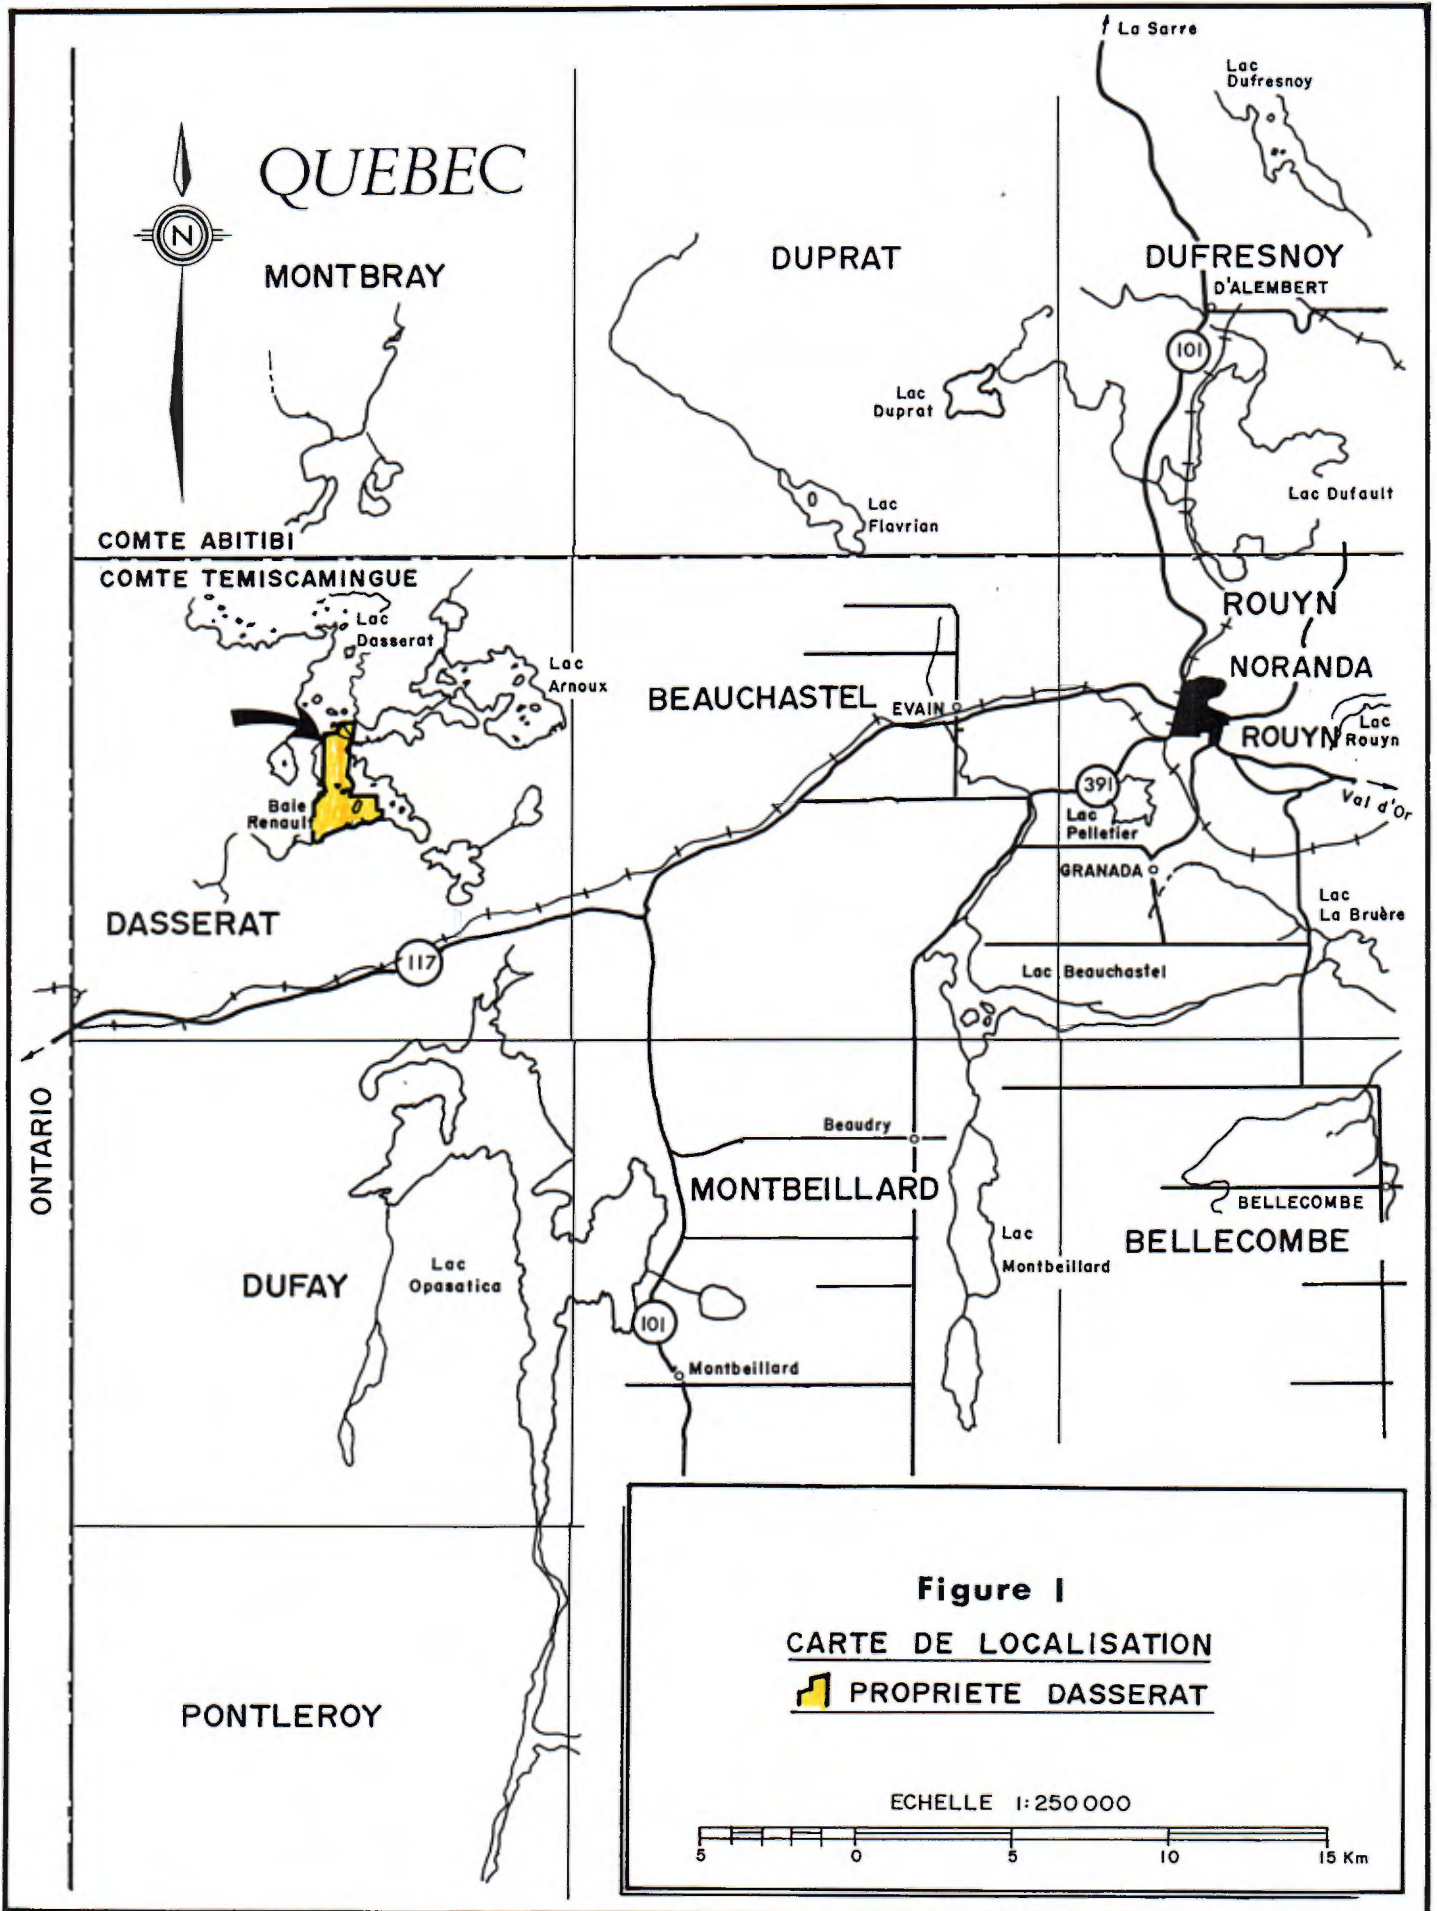 La Sarre
Lac
Dufresnoy
QUEBEC
N
MONTBRAY
DUPRAT
DUFRESNOY
D'ALEMBERT
101
Lac
Duprat
Lac Dufault
Lac
Flavrian
COMTE ABITIBI
COMTE TEMISCAMINGUE
ROUYN
Lac
Dasserat
Lac
Arnoux
NORANDA
BEAUCHASTEL
EVAIN
ROUYN
Lac
Rouyn
391
Val d'Or
Baie
Renault
Lac
Pelletier
GRANADA
DASSERAT
Lac
La Bruère
117
Lac Beauchastel
ONTARIO
Beaudry
MONTBEILLARD
BELLECOMBE
BELLECOMBE
Lac
Montbeillard
DUFAY
Lac
Opasatica
101
Montbeillard
Figure 1
CARTE DE LOCALISATION
PROPRIETE DASSERAT
PONTLEROY
ECHELLE 1:250 000
5 0 5 10 15 Km